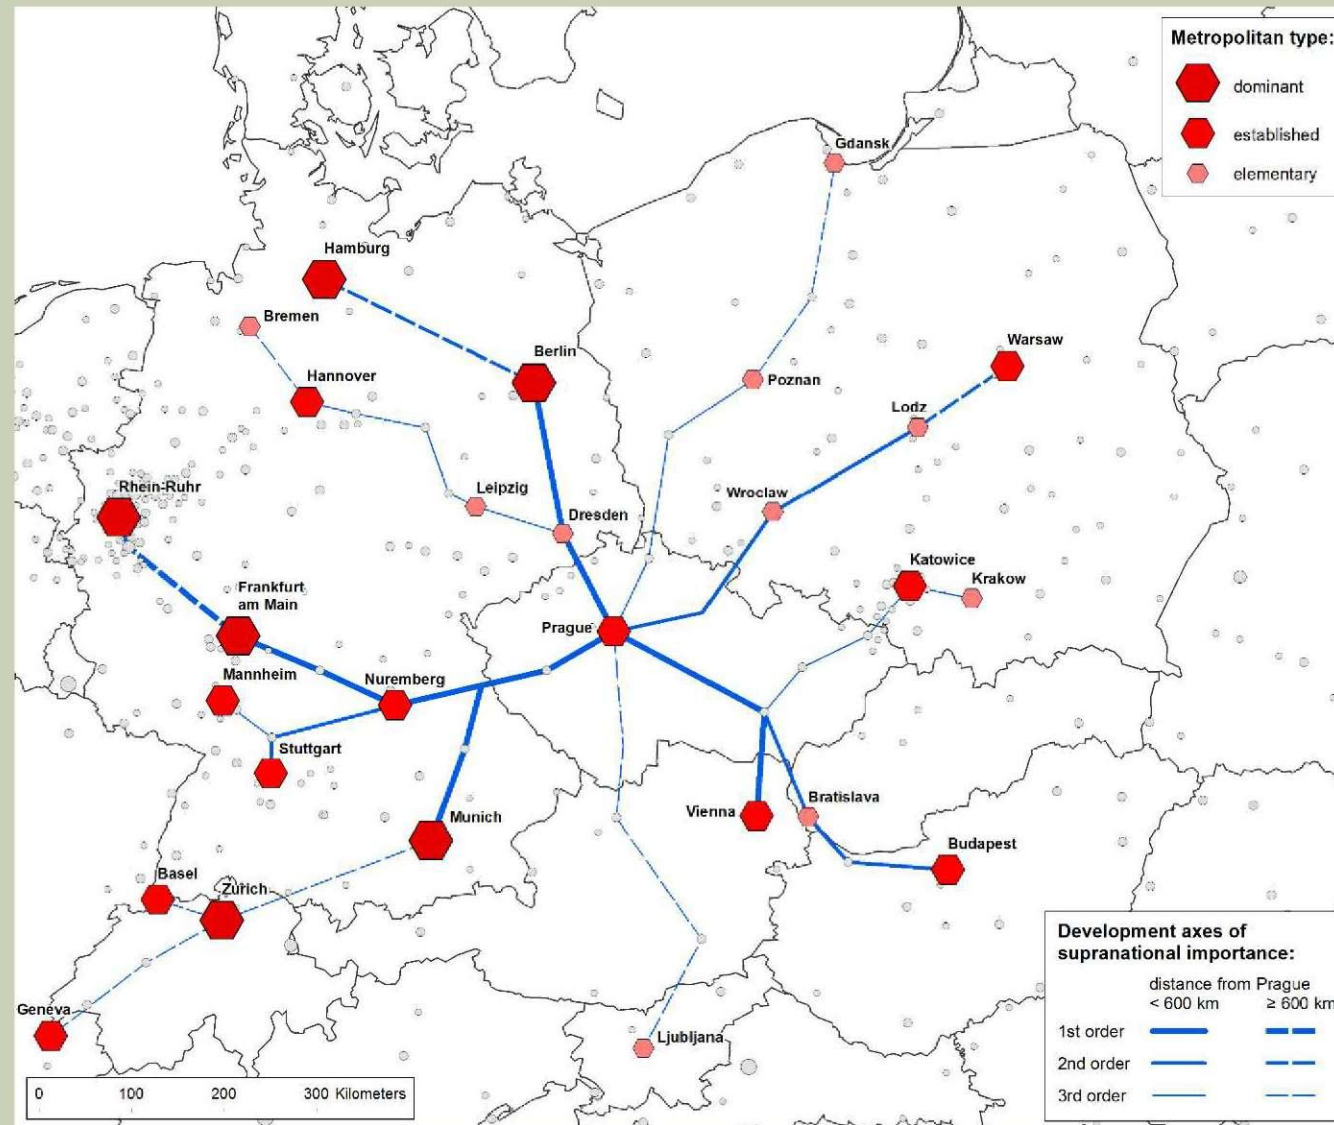 Metropolitan type:
dominant
established
elementary
Gdansk
Hamburg
Bremen
Berlin
Warsaw
Hannover
Poznan
Lodz
Rhein-Ruhr
Leipzig
Wroclaw
Dresden
Katowice
Krakow
Frankfurt
am Main
Prague
Mannheim
Nuremberg
Stuttgart
Munich
Vienna
Bratislava
Budapest
Basel
Zürich
Geneva
Ljubljana
Development axes of
supranational importance:
distance from Prague
< 600 km ≥ 600 km
1st order
2nd order
3rd order
0 100 200 300 Kilometers